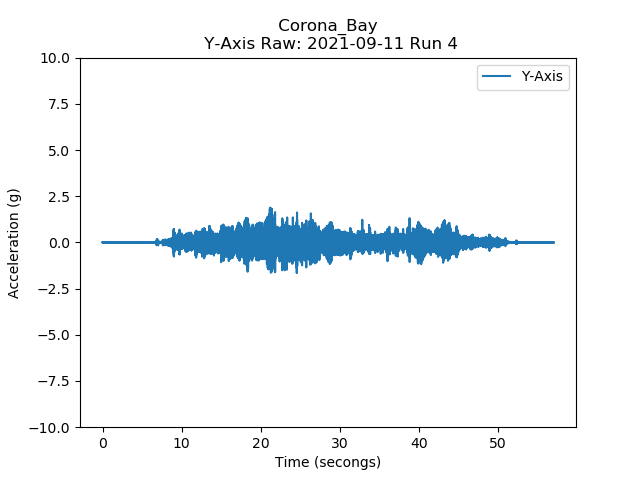 Corona_Bay
Y-Axis Raw: 2021-09-11 Run 4
Y-Axis
Acceleration (g)
10.0
7.5
5.0
2.5
0.0
−2.5
−5.0
−7.5
−10.0
0 10 20 30 40 50
Time (secongs)